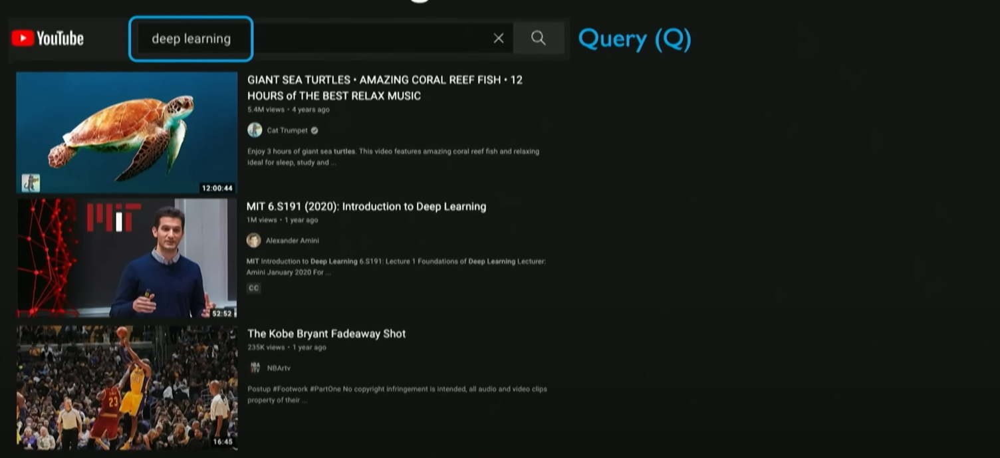 YouTube
deep learning
Query (Q)
GIANT SEA TURTLES • AMAZING CORAL REEF FISH • 12
HOURS of THE BEST RELAX MUSIC
5.4M views • 4 years ago
Cat Trumpet
Enjoy 3 hours of giant sea turtles. This video features amazing coral reef fish and relaxing
ideal for sleep, study and ...
12:00:44
MIT
MIT 6.S191 (2020): Introduction to Deep Learning
1M views • 1 year ago
Alexander Amini
MIT Introduction to Deep Learning 6.S191: Lecture 1 Foundations of Deep Learning Lecturer:
Amini January 2020 For ...
CC
52:52
The Kobe Bryant Fadeaway Shot
235K views • 1 year ago
NBArtv
Postup #Footwork #PartOne No copyright infringement is intended, all audio and video clips
property of their ...
23
16:45